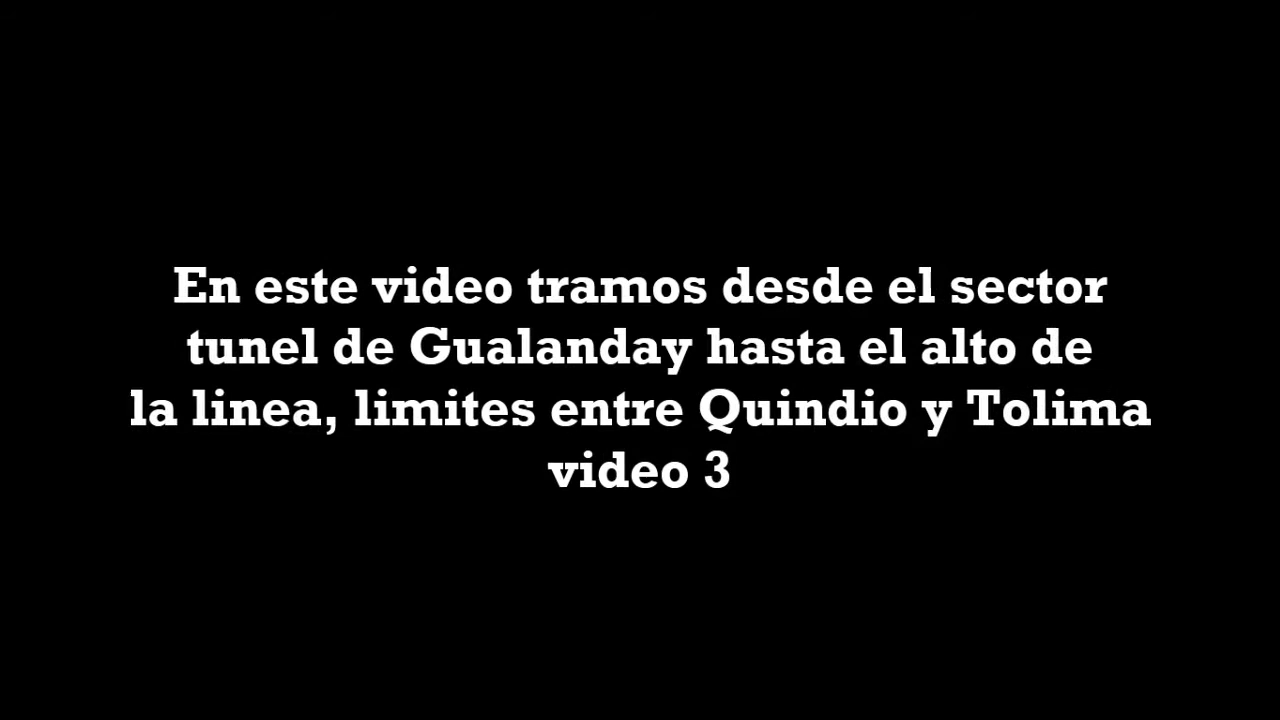 En este video tramos desde el sector
tunel de Gualanday hasta el alto de
la linea, limites entre Quindio y Tolima
video 3